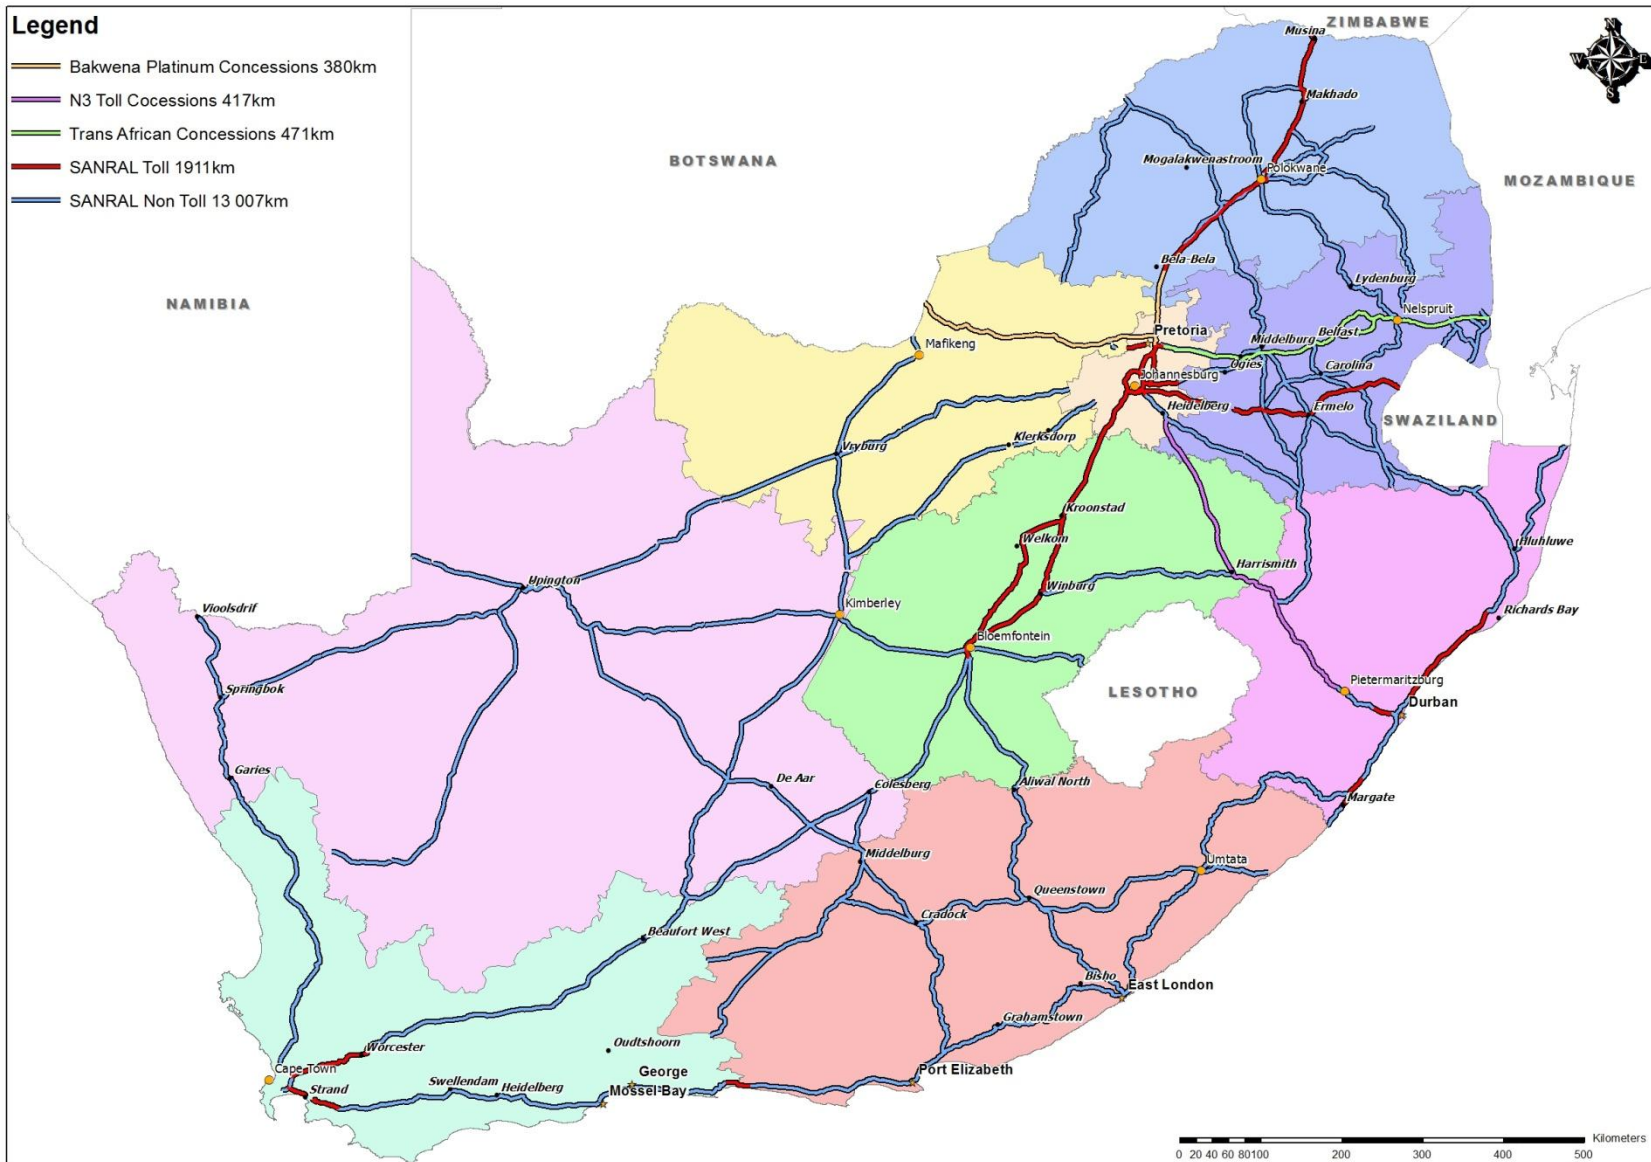 Legend
Bakwena Platinum Concessions 380km
N3 Toll Cocessions 417km
Trans African Concessions 471km
SANRAL Toll 1911km
SANRAL Non Toll 13 007km
ZIMBABWE
N
W E
S
Musina
Makhado
BOTSWANA
Mogalakwenastroom
Polokwane
MOZAMBIQUE
Bela-Bela
Lydenburg
NAMIBIA
Nelspruit
Pretoria
Belfast
Middelburg
Mafikeng
Ogies
Carolina
Johannesburg
Heidelberg
Ermelo
SWAZILAND
Klerksdorp
Vryburg
Kroonstad
Welkom
Hluhluwe
Harrismith
Upington
Winburg
Kimberley
Vioolsdrif
Richards Bay
Bloemfontein
Pietermaritzburg
Springbok
LESOTHO
Durban
Garies
De Aar
Colesberg
Aliwal North
Margate
Middelburg
Umtata
Queenstown
Cradock
Beaufort West
Bisho
East London
Grahamstown
Worcester
Oudtshoorn
Cape Town
George
Port Elizabeth
Strand
Swellendam
Heidelberg
Mossel-Bay
Kilometers
0 20 40 60 80 100 200 300 400 500